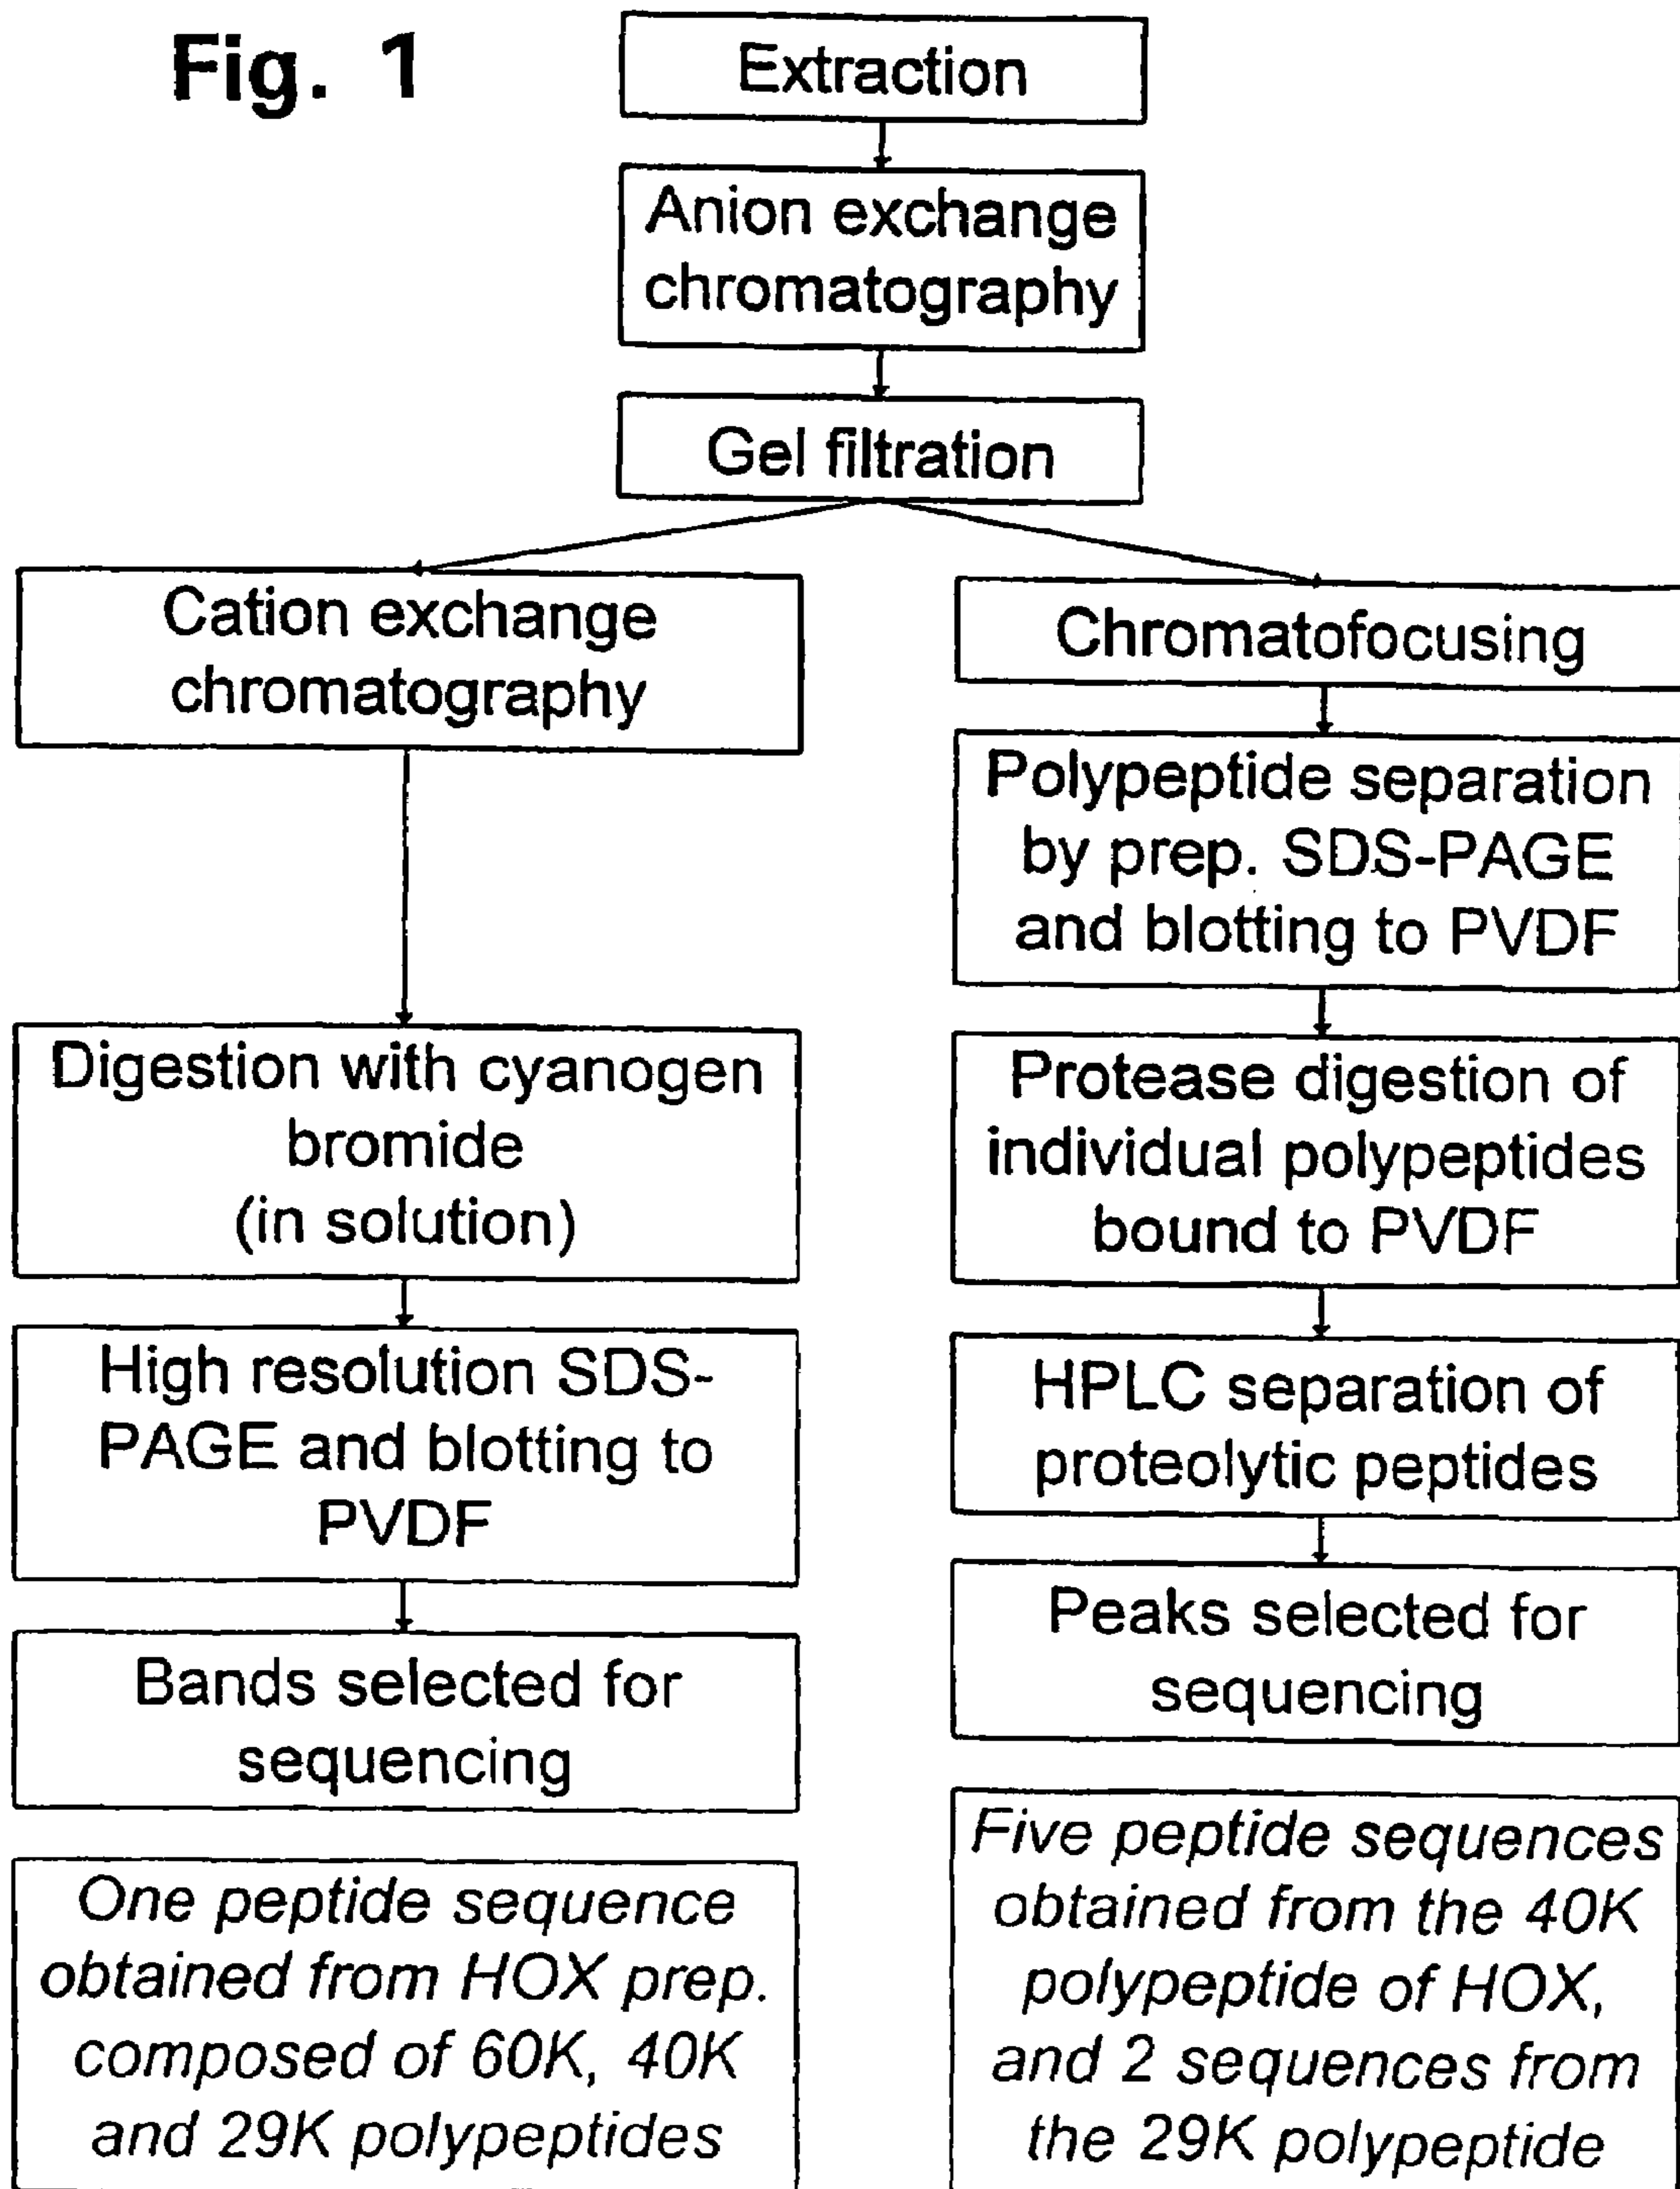 Fig. 1
Extraction
Anion exchange
chromatography
Gel filtration
Cation exchange
chromatography
Digestion with cyanogen
bromide
(in solution)
High resolution SDS-
PAGE and blotting to
PVDF
Bands selected for
sequencing
One peptide sequence
obtained from HOX prep.
composed of 60K, 40K
and 29K polypeptides
Chromatofocusing
Polypeptide separation
by prep. SDS-PAGE
and blotting to PVDF
Protease digestion of
individual polypeptides
bound to PVDF
HPLC separation of
proteolytic peptides
Peaks selected for
sequencing
Five peptide sequences
obtained from the 40K
polypeptide of HOX,
and 2 sequences from
the 29K polypeptide